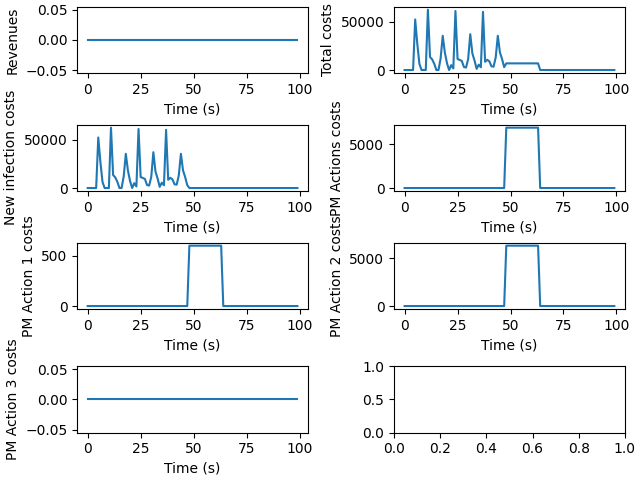 Revenues
0.05
0.00
−0.05
0 25 50 75 100
Time (s)
Total costs
50000
0
0 25 50 75 100
Time (s)
New infection costs
50000
0
0 25 50 75 100
Time (s)
PM Actions costs
5000
0
0 25 50 75 100
Time (s)
PM Action 1 costs
500
0
0 25 50 75 100
Time (s)
PM Action 2 costs
5000
0
0 25 50 75 100
Time (s)
PM Action 3 costs
0.05
0.00
−0.05
0 25 50 75 100
Time (s)
1.0
0.5
0.0
0.0 0.2 0.4 0.6 0.8 1.0